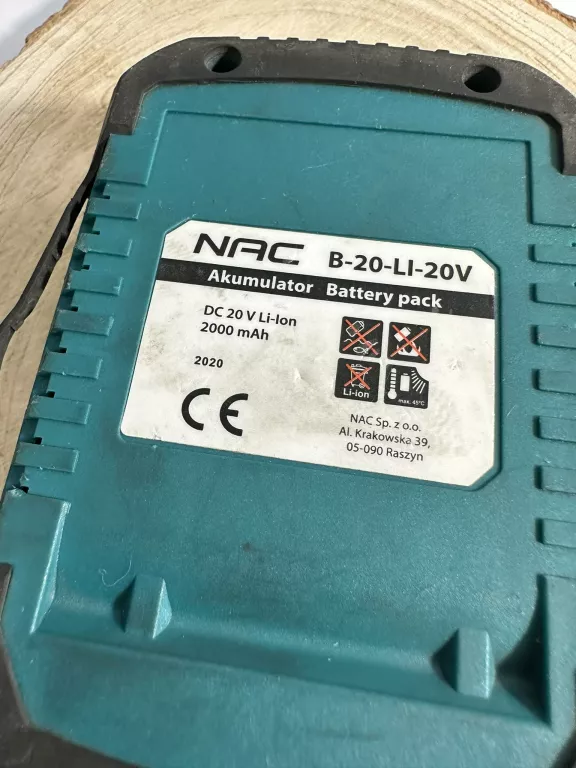 NAC B-20-LI-20V
Akumulator Battery pack
DC 20 V Li-Ion
2000 mAh
2020
CE
Li-ion
max. 45°C
NAC Sp. z o.o.
Al. Krakowska 39,
05-090 Raszyn